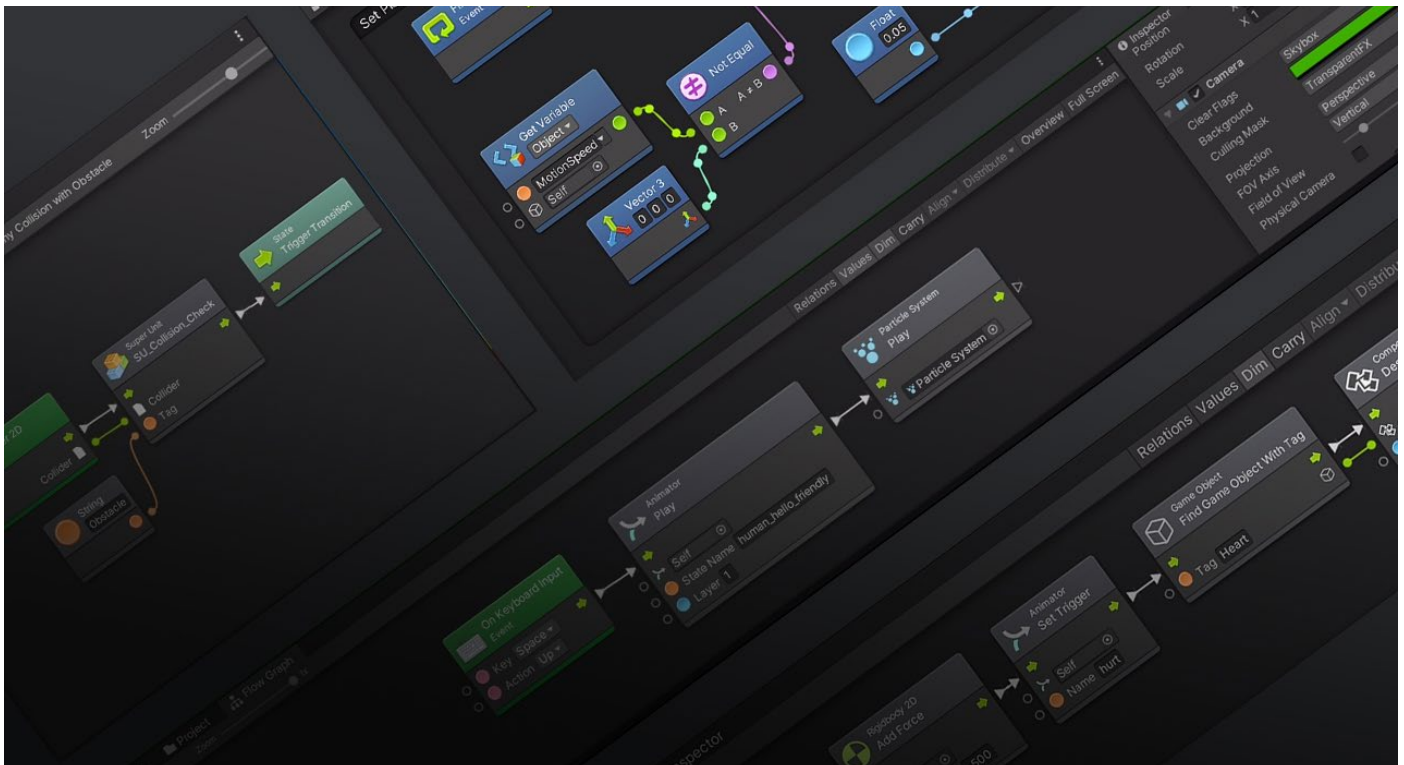 Zoom
Collision with Obstacle
State
Trigger Transition
Super Unit
SU_Collision_Check
Collider
Tag
2D
Collider
String
Obstacle
Event
Get Variable
Object
MotionSpeed
Self
Not Equal
A A ≠ B
B
Vector 3
0 0 0
Float
0.05
Relations Values Dim Carry Align Distribute Overview Full Screen
Inspector
Position
X 1
Rotation
Scale
Camera
Clear Flags
Skybox
Background
Culling Mask
TransparentFX
Projection
Perspective
FOV Axis
Vertical
Field of View
Physical Camera
On Keyboard Input
Event
Key Space
Action Up
Animator
Play
Self
State Name human_hello_friendly
Layer 1
Particle System
Play
Particle System
Project
Flow Graph
Zoom
Relations Values Dim Carry Align
Rigidbody 2D
Add Force
Animator
Set Trigger
Self
Name hurt
Game Object
Find Game Object With Tag
Tag Heart